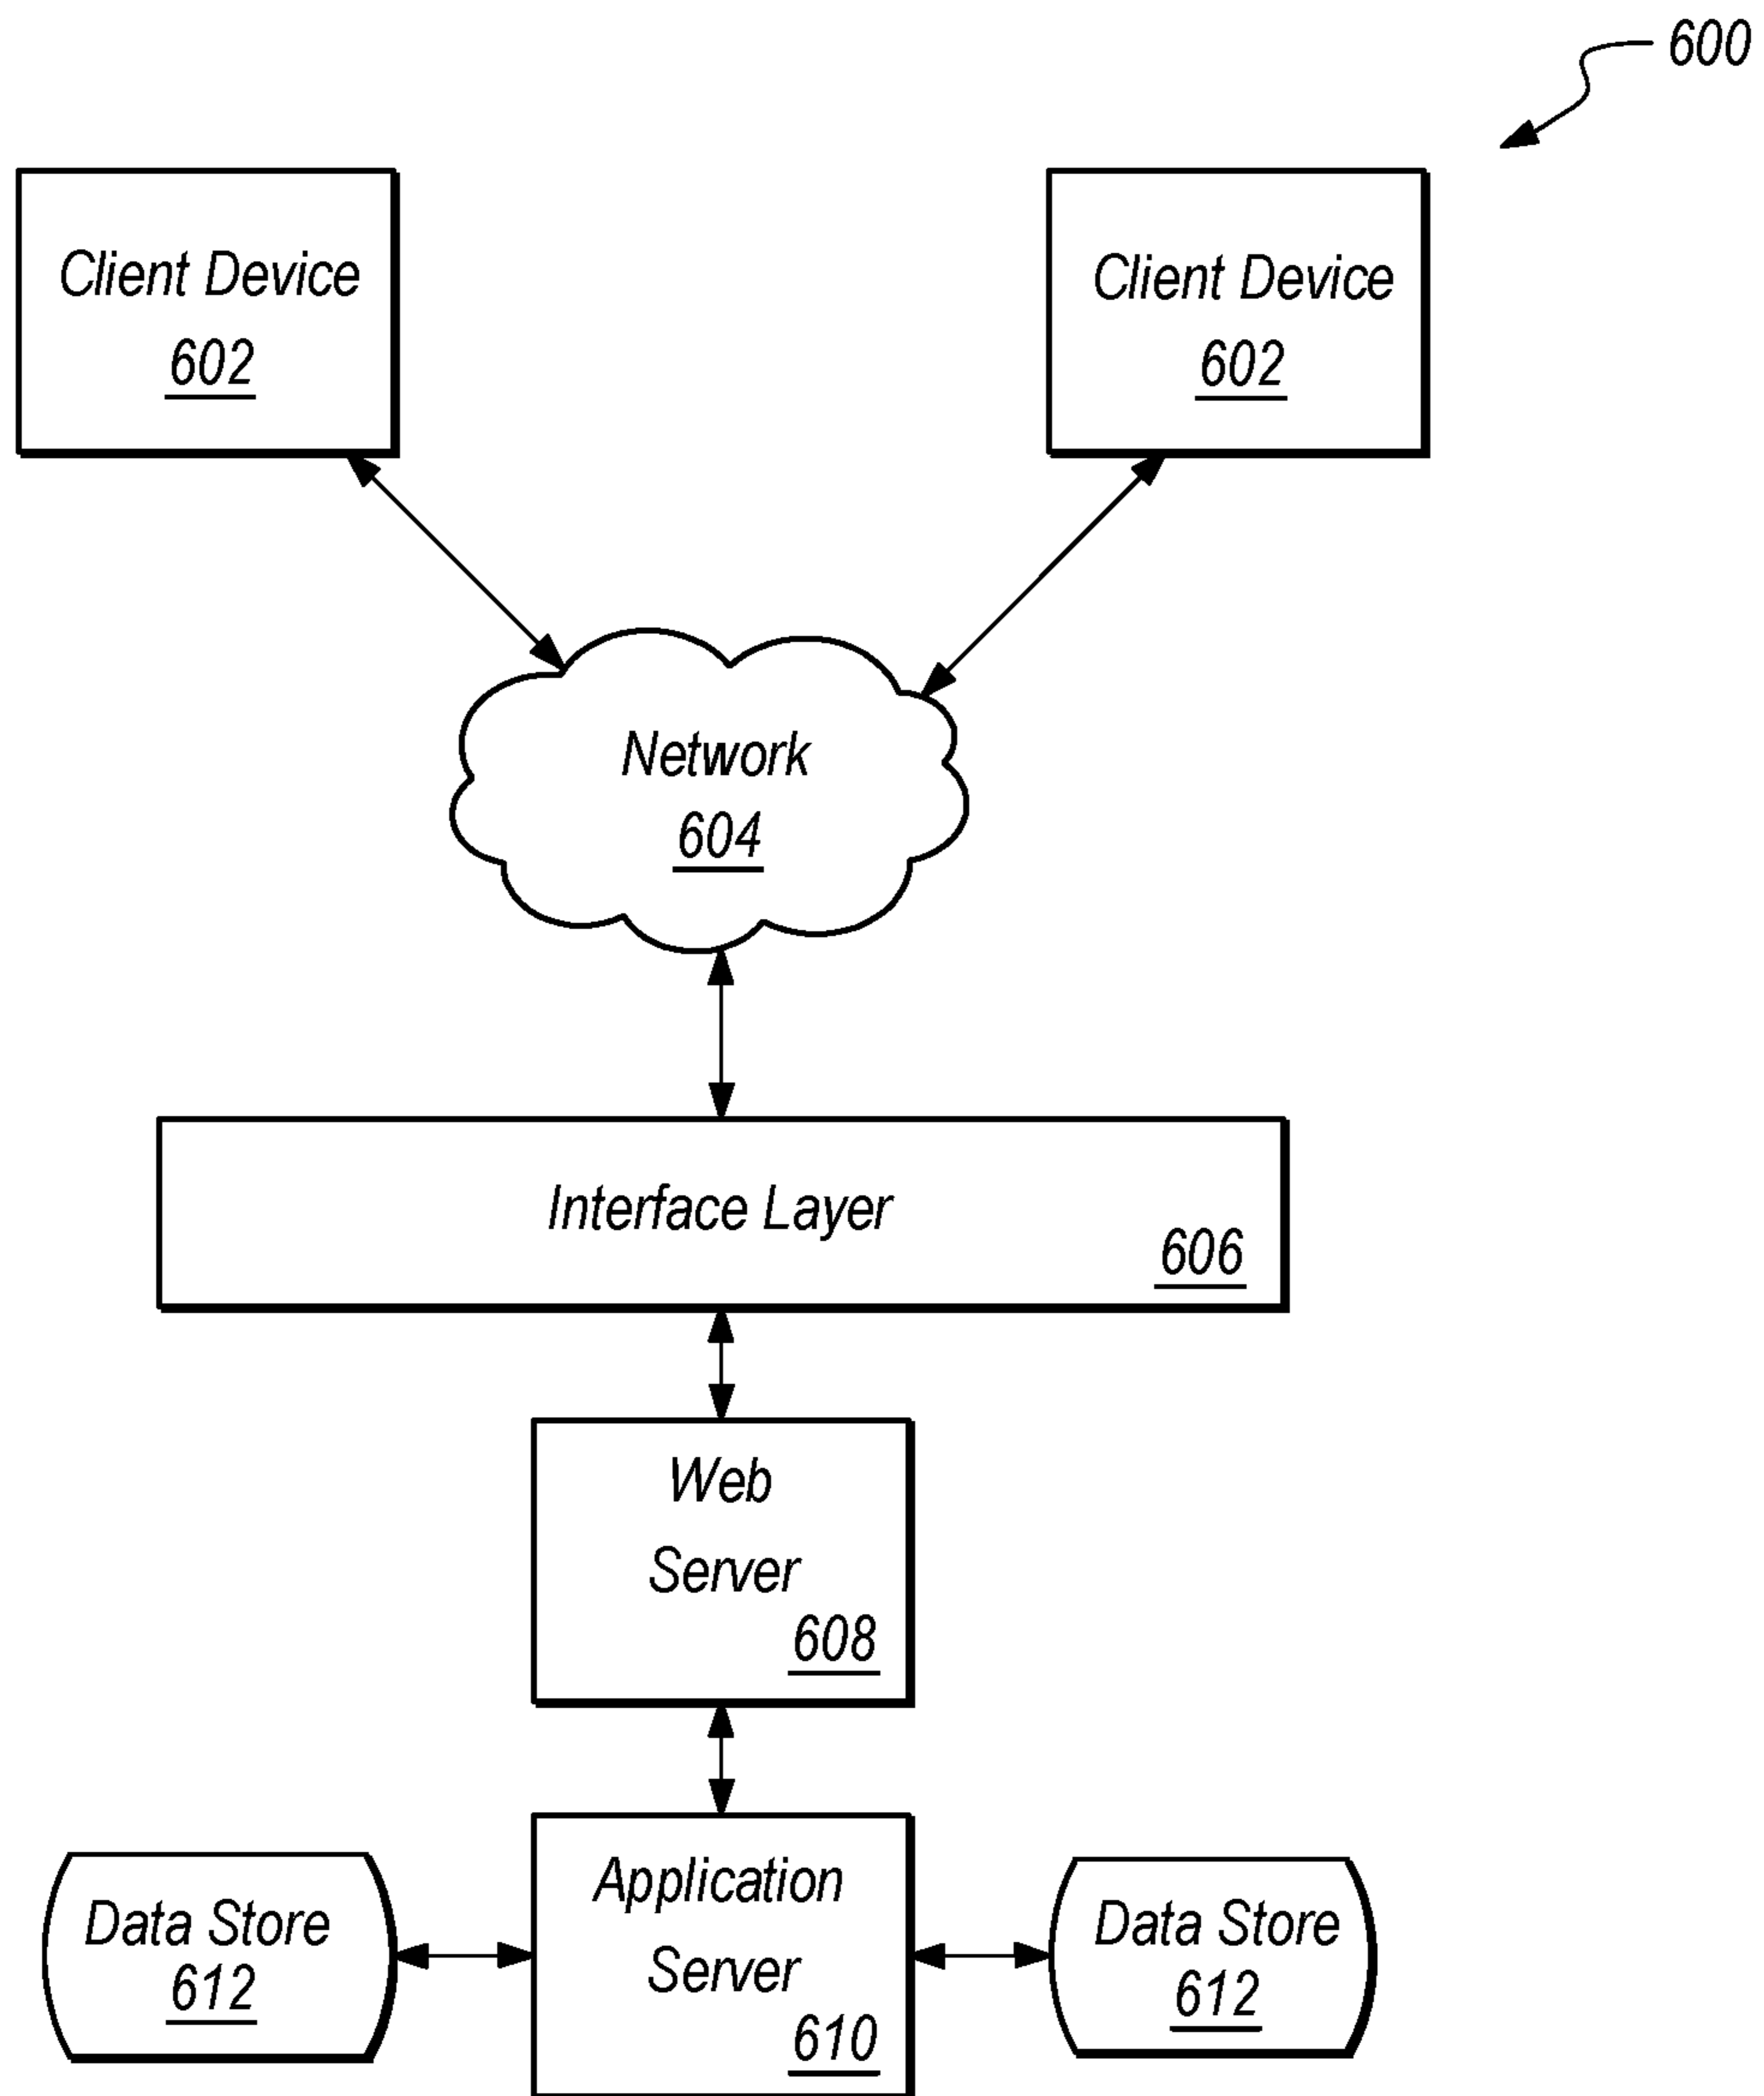 600
Client Device
602
Client Device
602
Network
604
Interface Layer
606
Web
Server
608
Application
Server
610
Data Store
612
Data Store
612